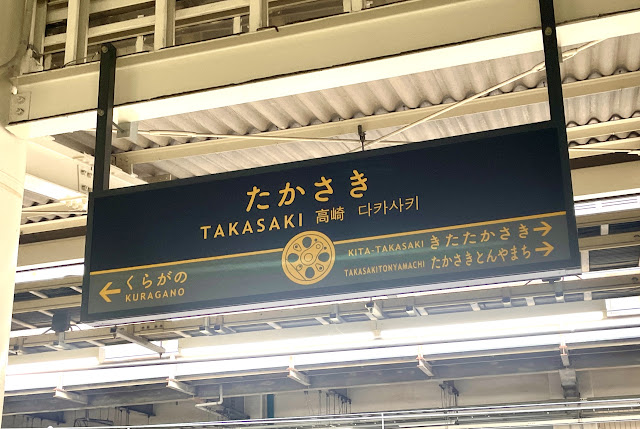 たかさき
TAKASAKI 高崎 다카사키
KITA-TAKASAKI きたたかさき →
TAKASAKITONYAMACHI たかさきとんやまち →
← くらがの
KURAGANO